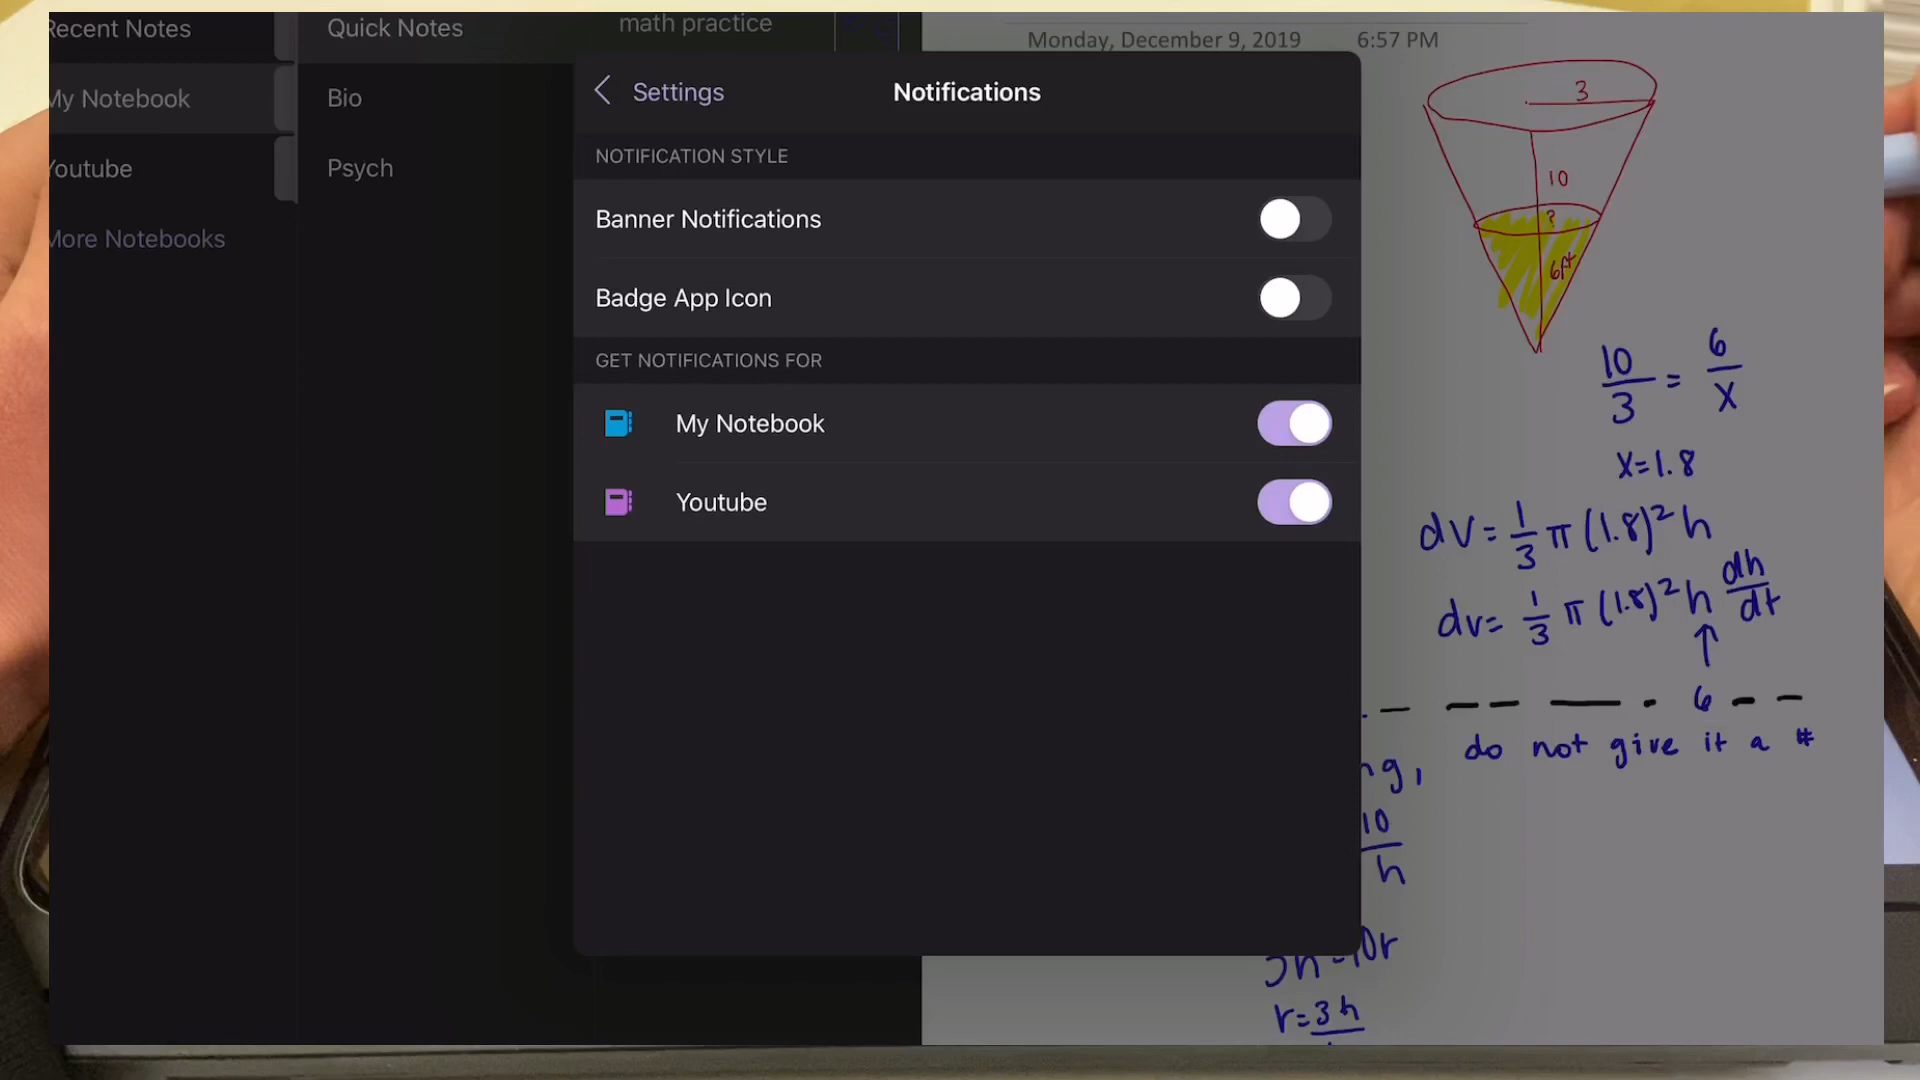 Recent Notes
My Notebook
Youtube
More Notebooks
Quick Notes
Bio
Psych
math practice
Settings
Notifications
NOTIFICATION STYLE
Banner Notifications
Badge App Icon
GET NOTIFICATIONS FOR
My Notebook
Youtube
Monday, December 9, 2019 6:57 PM
3
10
?
6ft
10/3 = 6/x
x=1.8
dV = 1/3 π (1.8)² h
dv = 1/3 π (1.8)² h dh/dt
↑
6
do not give it a #
10
h
3h = 10r
r = 3h